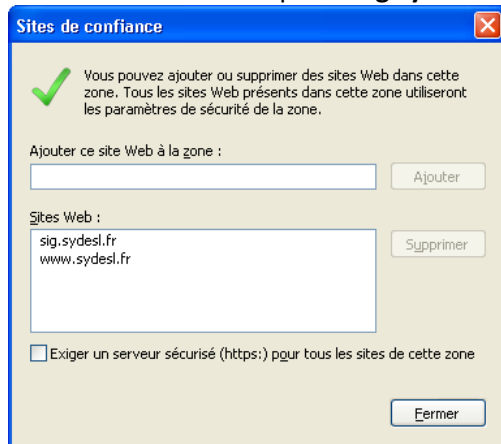 Sites de confiance
Vous pouvez ajouter ou supprimer des sites Web dans cette
zone. Tous les sites Web présents dans cette zone utiliseront
les paramètres de sécurité de la zone.
Ajouter ce site Web à la zone :
Ajouter
Sites Web :
sig.sydesl.fr
www.sydesl.fr
Supprimer
Exiger un serveur sécurisé (https:) pour tous les sites de cette zone
Fermer